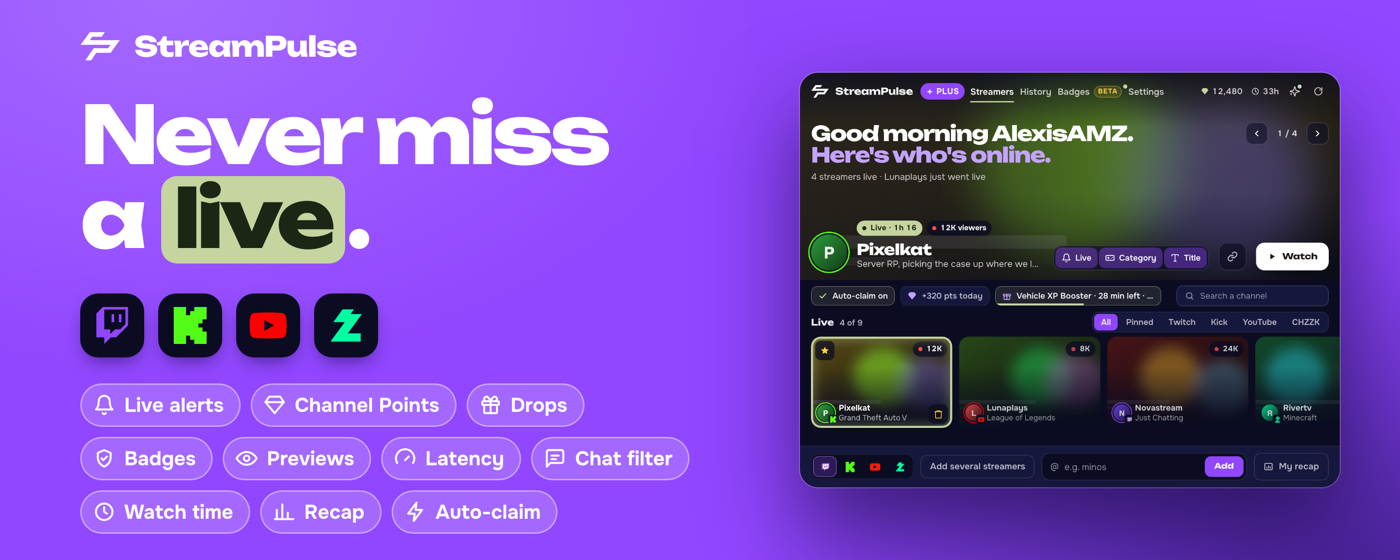 StreamPulse
Never miss
a live.
Live alerts
Channel Points
Drops
Badges
Previews
Latency
Chat filter
Watch time
Recap
Auto-claim
StreamPulse
+ PLUS
Streamers
History
Badges
BETA
Settings
12,480
33h
Good morning AlexisAMZ.
Here's who's online.
1 / 4
4 streamers live · Lunaplays just went live
Live · 1h 16
12K viewers
P
Pixelkat
Server RP, picking the case up where we l...
Live
Category
Title
Watch
Auto-claim on
+320 pts today
Vehicle XP Booster · 28 min left · ...
Search a channel
Live 4 of 9
All
Pinned
Twitch
Kick
YouTube
CHZZK
12K
P
Pixelkat
Grand Theft Auto V
8K
L
Lunaplays
League of Legends
24K
N
Novastream
Just Chatting
R
Rivertv
Minecraft
Add several streamers
@ e.g. minos
Add
My recap